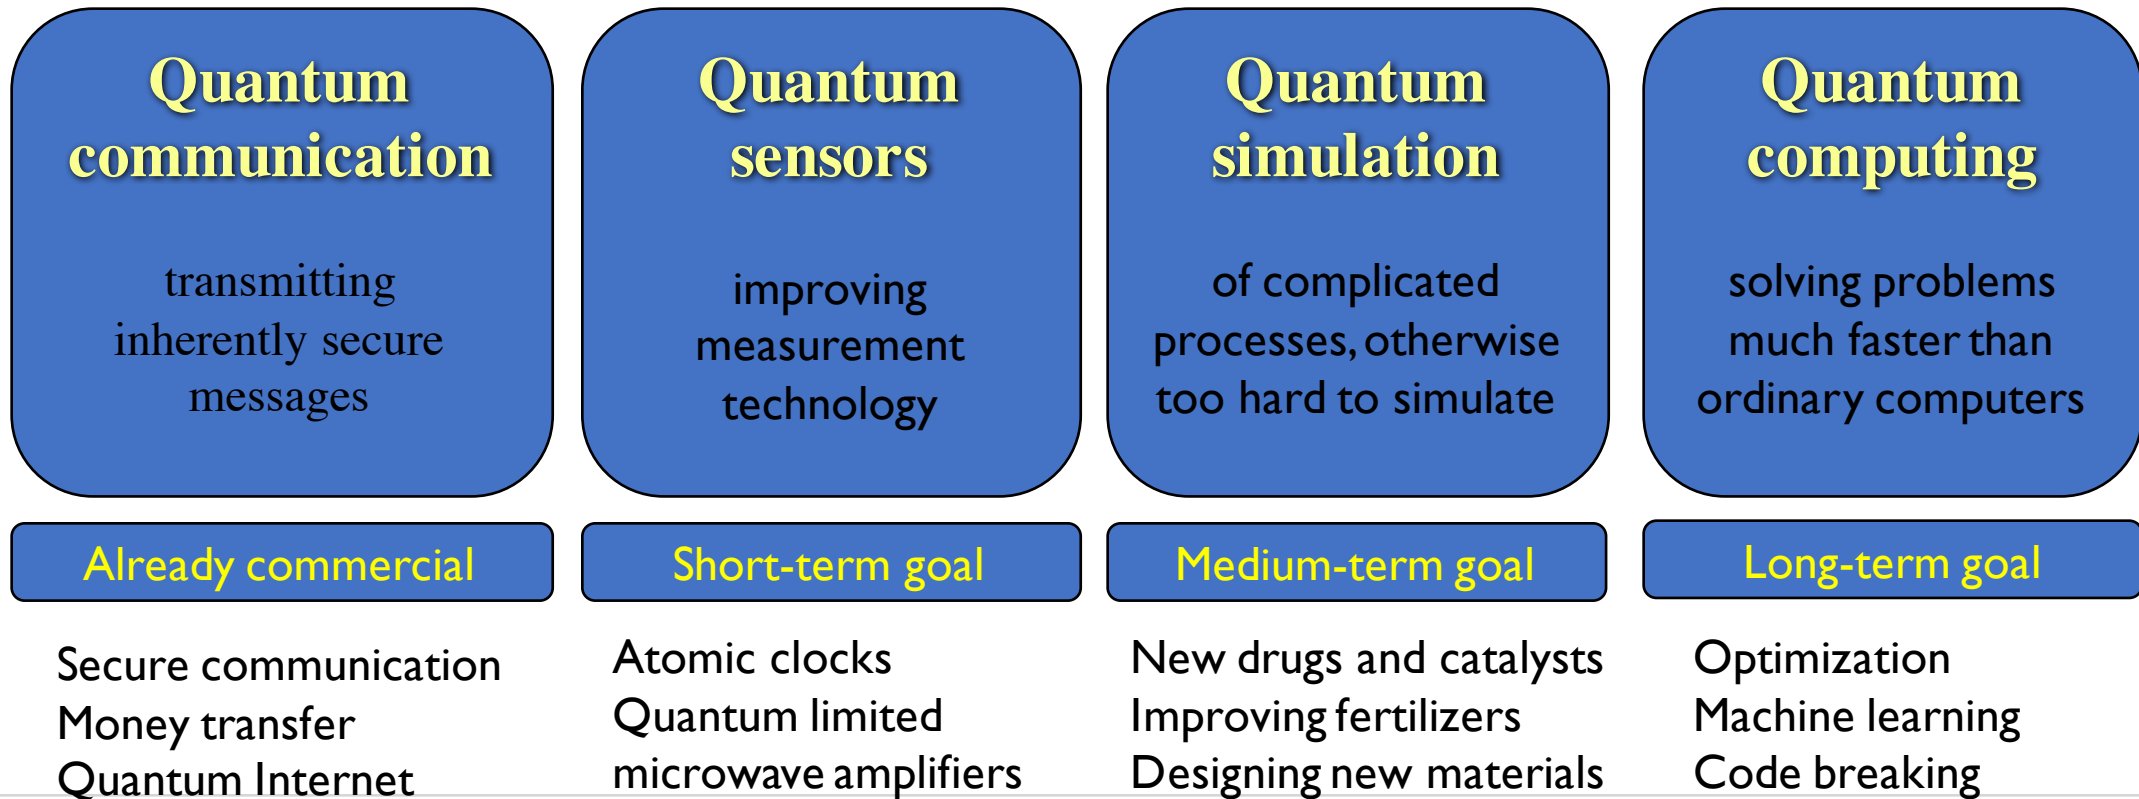 Quantum
communication
transmitting
inherently secure
messages
Already commercial
Secure communication
Money transfer
Quantum Internet
Quantum
sensors
improving
measurement
technology
Short-term goal
Atomic clocks
Quantum limited
microwave amplifiers
Quantum
simulation
of complicated
processes, otherwise
too hard to simulate
Medium-term goal
New drugs and catalysts
Improving fertilizers
Designing new materials
Quantum
computing
solving problems
much faster than
ordinary computers
Long-term goal
Optimization
Machine learning
Code breaking